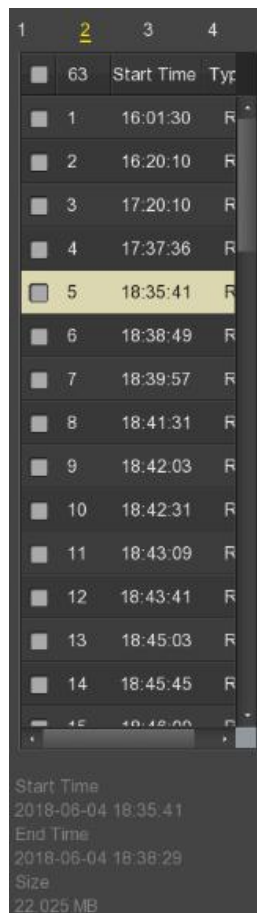 1 2 3 4
63 Start Time Typ
1 16:01:30 R
2 16:20:10 R
3 17:20:10 R
4 17:37:36 R
5 18:35:41 R
6 18:38:49 R
7 18:39:57 R
8 18:41:31 R
9 18:42:03 R
10 18:42:31 R
11 18:43:09 R
12 18:43:41 R
13 18:45:03 R
14 18:45:45 R
Start Time
2018-06-04 18:35:41
End Time
2018-06-04 18:38:29
Size
22.025 MB